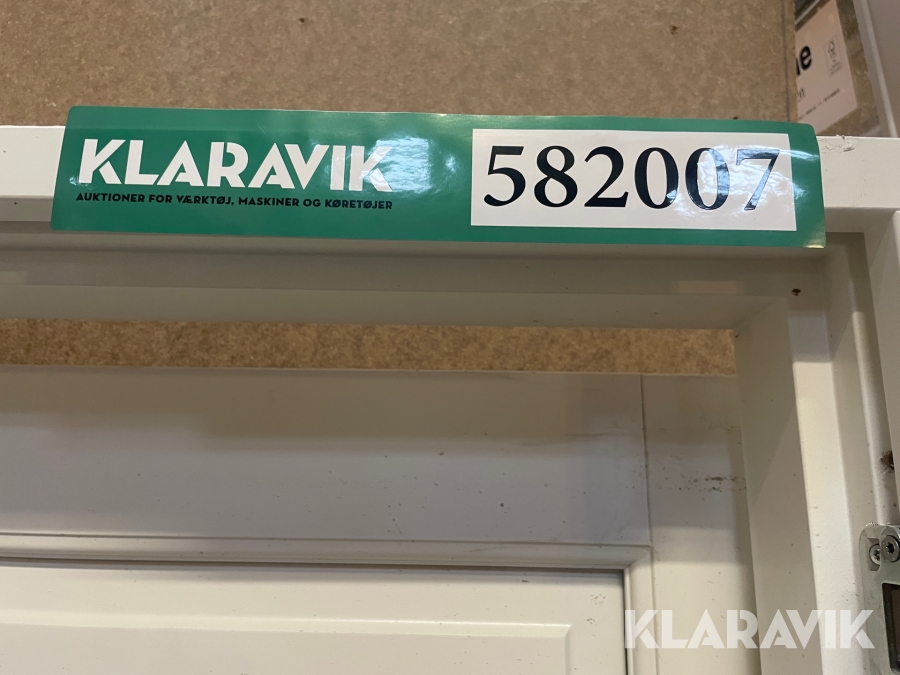 KLARAVIK
AUKTIONER FOR VÆRKTØJ, MASKINER OG KØRETØJER
582007
KLARAVIK